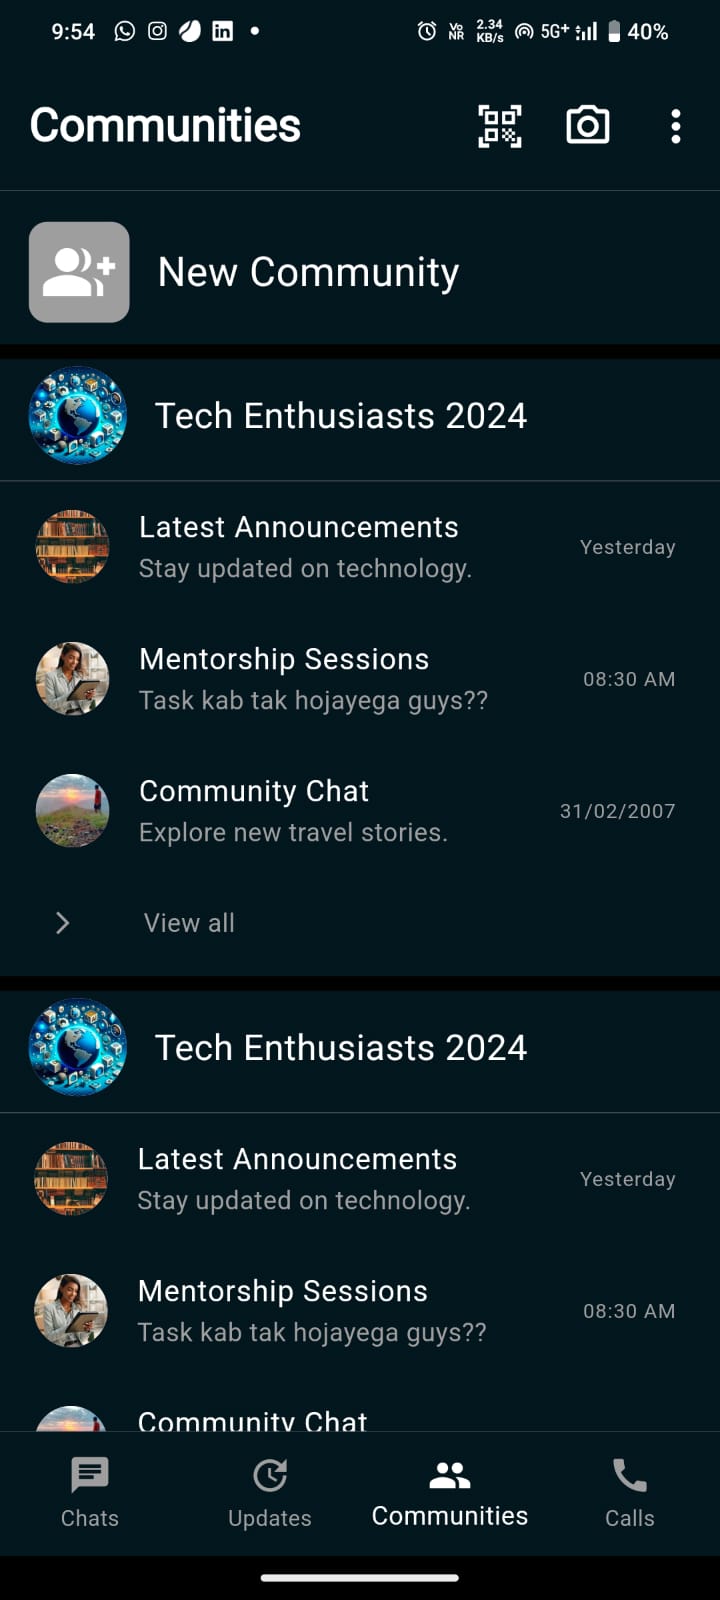 9:54 Vo NR 2.34 KB/s 5G+ 40%
Communities
New Community
Tech Enthusiasts 2024
Latest Announcements
Stay updated on technology.
Yesterday
Mentorship Sessions
Task kab tak hojayega guys??
08:30 AM
Community Chat
Explore new travel stories.
31/02/2007
View all
Tech Enthusiasts 2024
Latest Announcements
Stay updated on technology.
Yesterday
Mentorship Sessions
Task kab tak hojayega guys??
08:30 AM
Community Chat
Chats Updates Communities Calls